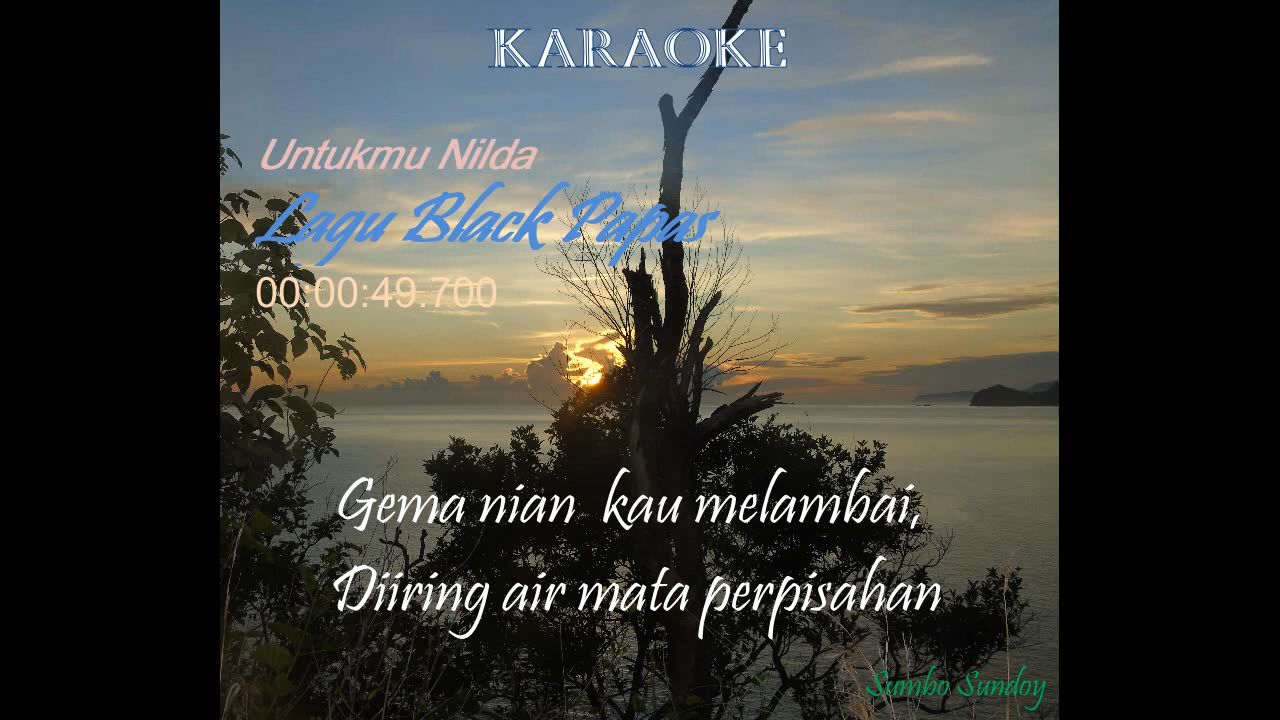 KARAOKE
Untukmu Nilda
Lagu Black Papas
00:00:49.700
Gema nian kau melambai,
Diiring air mata perpisahan
Sumbo Sundoy